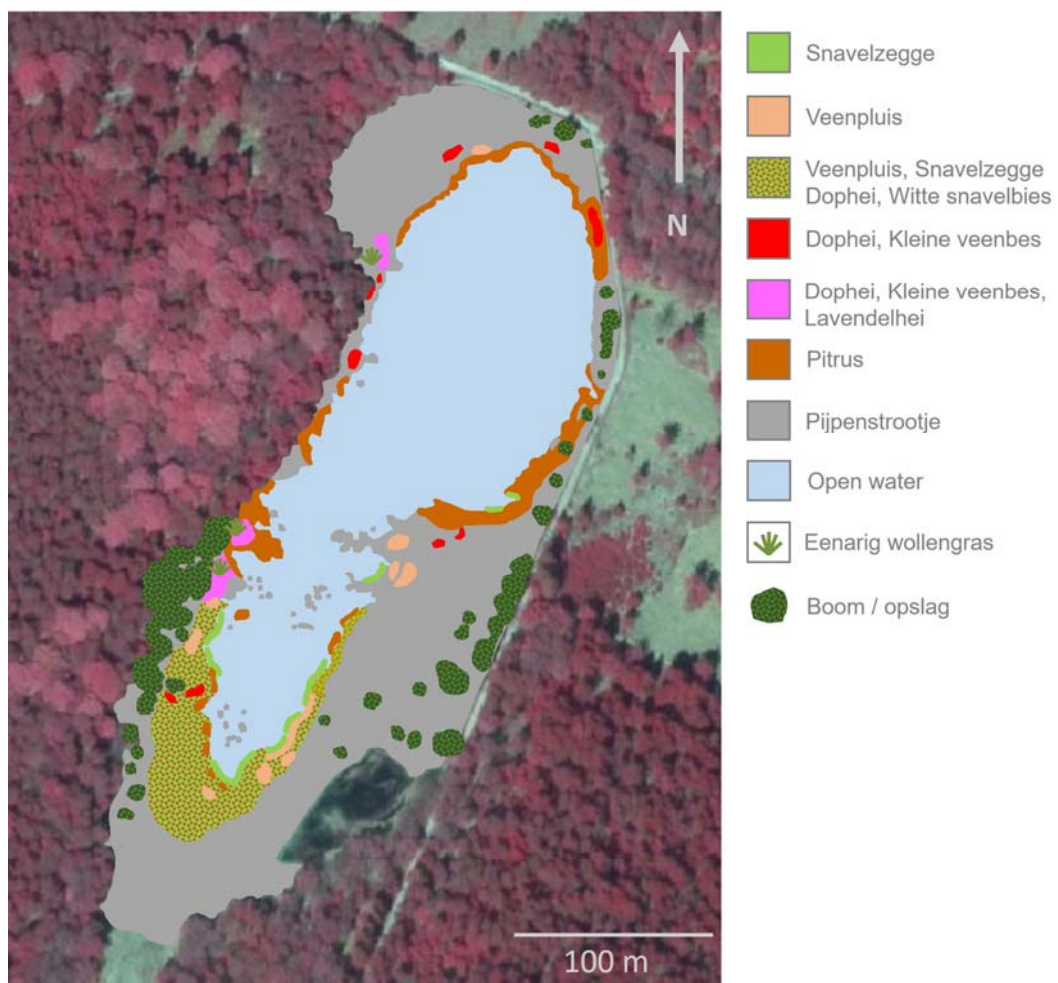 N
100 m
Snavelzegge
Veenpluis
Veenpluis, Snavelzegge
Dophei, Witte snavelbies
Dophei, Kleine veenbes
Dophei, Kleine veenbes,
Lavendelhei
Pitrus
Pijpenstrootje
Open water
Eenarig wollengras
Boom / opslag